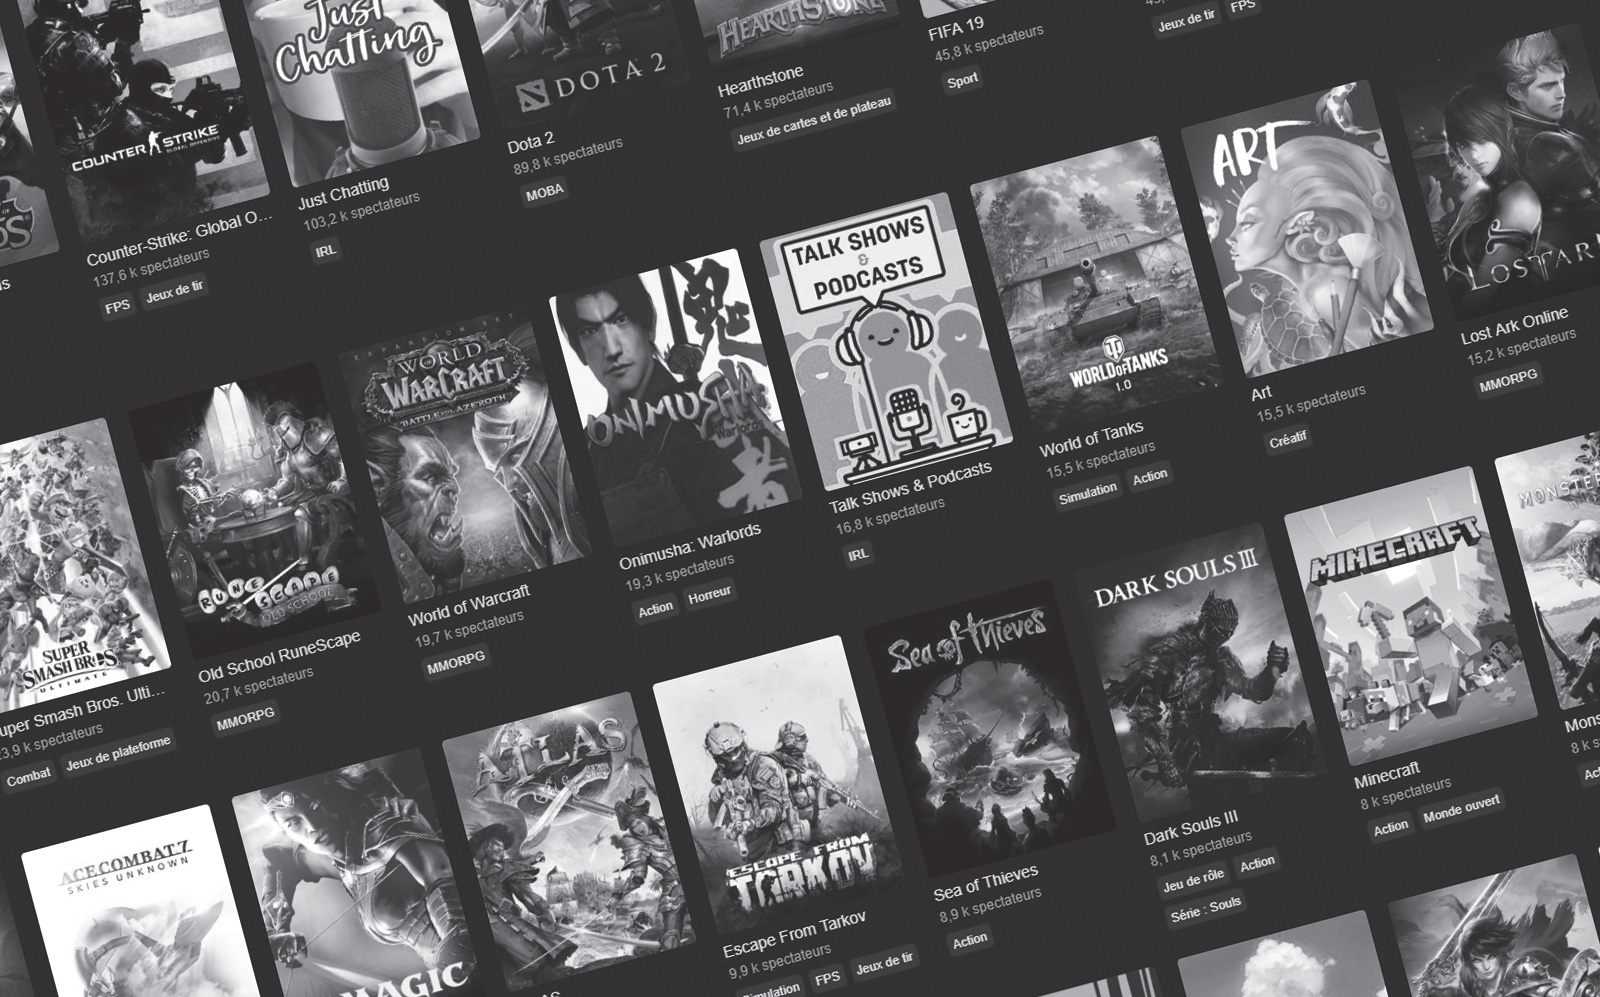 COUNTER STRIKE
GLOBAL OFFENSIVE
Counter-Strike: Global O...
137,6 k spectateurs
FPS
Jeux de tir
Just
Chatting
Just Chatting
103,2 k spectateurs
IRL
DOTA 2
Dota 2
89,8 k spectateurs
MOBA
HEARTHSTONE
Hearthstone
71,4 k spectateurs
Jeux de cartes et de plateau
FIFA 19
45,8 k spectateurs
Sport
Jeux de tir
FPS
SUPER
SMASH BROS.
ULTIMATE
uper Smash Bros. Ulti...
3,9 k spectateurs
Combat
Jeux de plateforme
RUNE SCAPE
OLD SCHOOL
Old School RuneScape
20,7 k spectateurs
MMORPG
EXPANSION SET
WORLD
OF
WARCRAFT
BATTLE FOR AZEROTH
World of Warcraft
19,7 k spectateurs
MMORPG
鬼
ONIMUSHA
Warlords
者
Onimusha: Warlords
19,3 k spectateurs
Action
Horreur
TALK SHOWS
&
PODCASTS
Talk Shows & Podcasts
16,8 k spectateurs
IRL
WORLD OF TANKS
1.0
World of Tanks
15,5 k spectateurs
Simulation
Action
ART
Art
15,5 k spectateurs
Créatif
LOST AR
Lost Ark Online
15,2 k spectateurs
MMORPG
ACE COMBAT 7
SKIES UNKNOWN
MAGIC
ATLAS
ESCAPE FROM
TARKOV
Escape From Tarkov
9,9 k spectateurs
Simulation
FPS
Jeux de tir
Sea of Thieves
Sea of Thieves
8,9 k spectateurs
Action
DARK SOULS III
Dark Souls III
8,1 k spectateurs
Jeu de rôle
Action
Série : Souls
MINECRAFT
Minecraft
8 k spectateurs
Action
Monde ouvert
MONSTER
Mons
8 k s